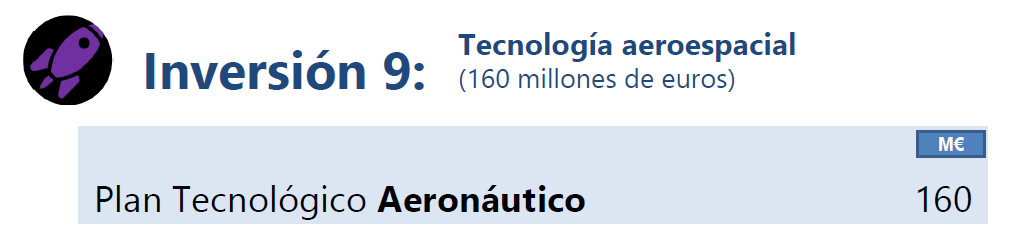 Inversión 9:
Tecnología aeroespacial
(160 millones de euros)
M€
Plan Tecnológico Aeronáutico 160